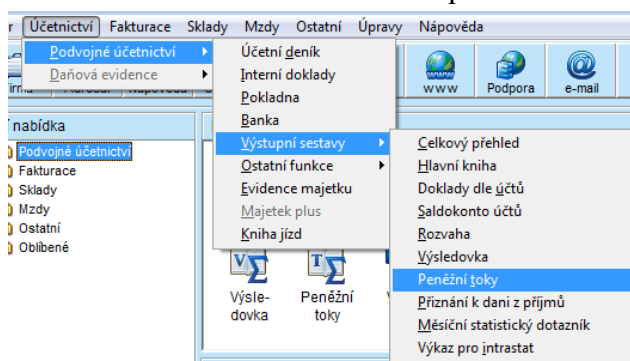 r Účetnictví Fakturace Sklady Mzdy Ostatní Úpravy Nápověda
Podvojné účetnictví
Daňová evidence
Účetní deník
Interní doklady
Pokladna
Banka
Výstupní sestavy
Ostatní funkce
Evidence majetku
Majetek plus
Kniha jízd
Celkový přehled
Hlavní kniha
Doklady dle účtů
Saldokonto účtů
Rozvaha
Výsledovka
Peněžní toky
Přiznání k dani z příjmů
Měsíční statistický dotazník
Výkaz pro intrastat
www Podpora e-mail
nabídka
Podvojné účetnictví
Fakturace
Sklady
Mzdy
Ostatní
Oblíbené
Výsle-
dovka
Peněžní
toky